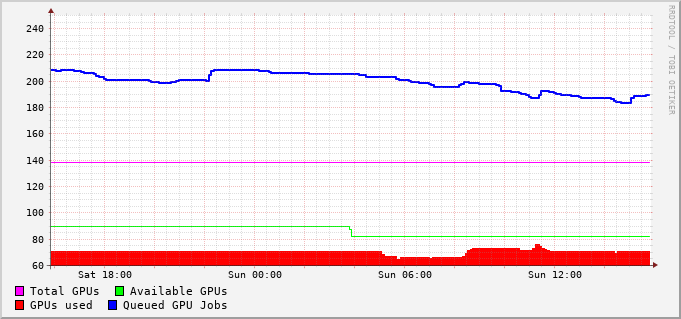 RRDTOOL / TOBI OETIKER
240
220
200
180
160
140
120
100
80
60
Sat 18:00 Sun 00:00 Sun 06:00 Sun 12:00
Total GPUs Available GPUs
GPUs used Queued GPU Jobs